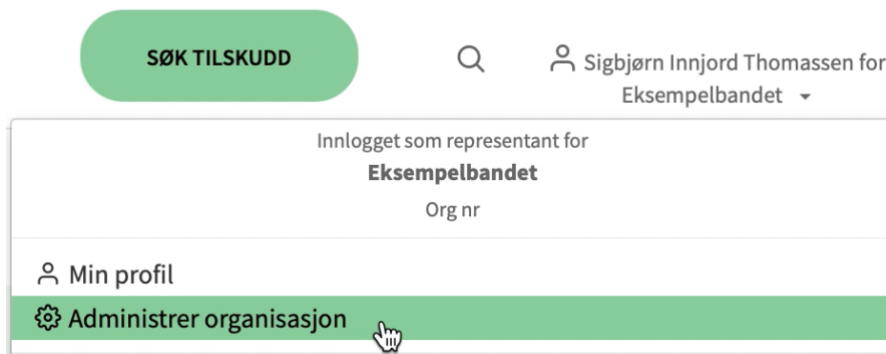 SØK TILSKUDD
Sigbjørn Innjord Thomassen for
Eksempelbandet
Innlogget som representant for
Eksempelbandet
Org nr
Min profil
Administrer organisasjon